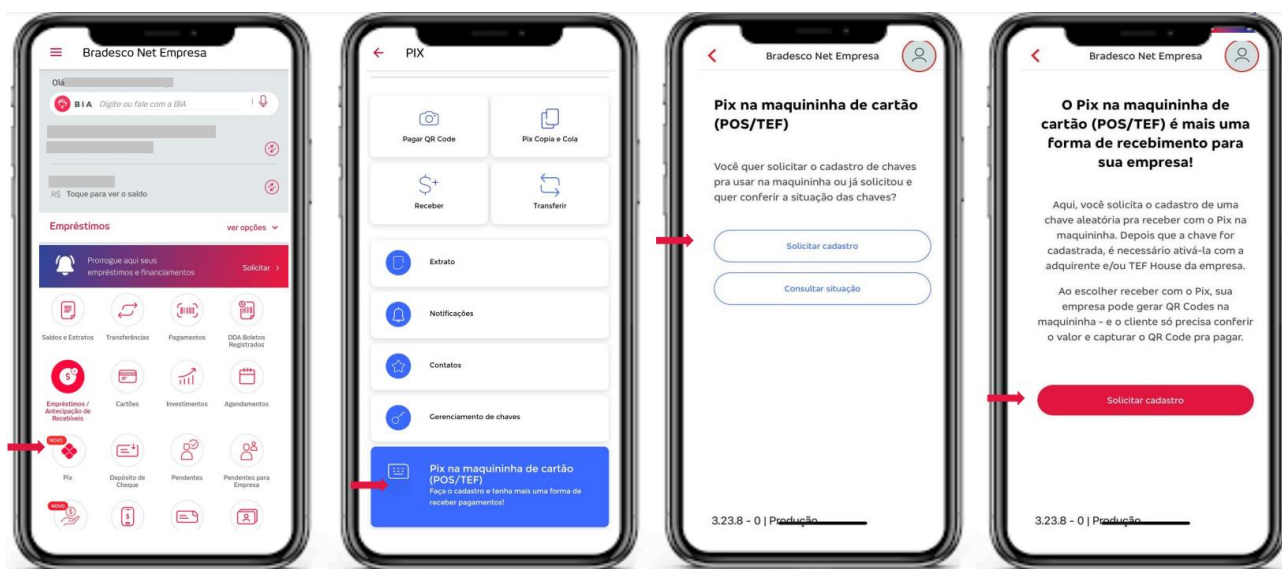 Bradesco Net Empresa
Olá
BIA Digite ou fale com a BIA
R$ Toque para ver o saldo
Empréstimos
ver opções
Prorrogue aqui seus
empréstimos e financiamentos
Solicitar
Saldos e Extratos
Transferências
Pagamentos
DDA Boletos
Registrados
Empréstimos /
Antecipação de
Recebíveis
Cartões
Investimentos
Agendamentos
NOVO
Pix
Depósito de
Cheque
Pendentes
Pendentes para
Empresa
NOVO
PIX
Pagar QR Code
Pix Copia e Cola
Receber
Transferir
Extrato
Notificações
Contatos
Gerenciamento de chaves
Pix na maquininha de cartão
(POS/TEF)
Faça o cadastro e tenha mais uma forma de
receber pagamentos!
Bradesco Net Empresa
Pix na maquininha de cartão
(POS/TEF)
Você quer solicitar o cadastro de chaves
pra usar na maquininha ou já solicitou e
quer conferir a situação das chaves?
Solicitar cadastro
Consultar situação
3.23.8 - 0 | Produção
Bradesco Net Empresa
O Pix na maquininha de
cartão (POS/TEF) é mais uma
forma de recebimento para
sua empresa!
Aqui, você solicita o cadastro de uma
chave aleatória pra receber com o Pix na
maquininha. Depois que a chave for
cadastrada, é necessário ativá-la com a
adquirente e/ou TEF House da empresa.
Ao escolher receber com o Pix, sua
empresa pode gerar QR Codes na
maquininha - e o cliente só precisa conferir
o valor e capturar o QR Code pra pagar.
Solicitar cadastro
3.23.8 - 0 | Produção